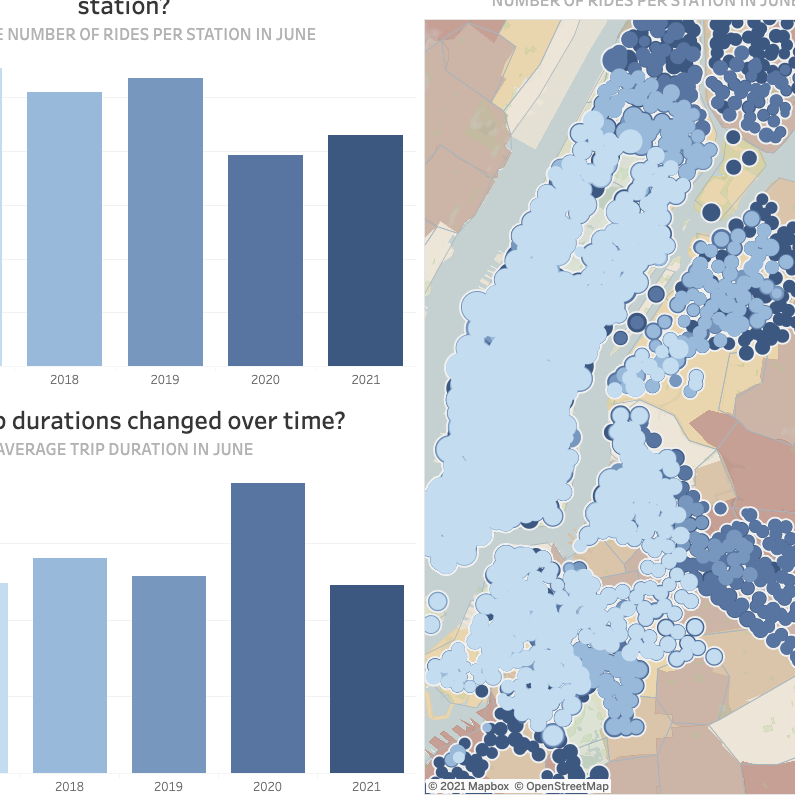 station?
NUMBER OF RIDES PER STATION IN JUNE
2018
2019
2020
2021
durations changed over time?
AVERAGE TRIP DURATION IN JUNE
2018
2019
2020
2021
NUMBER OF RIDES PER STATION IN JUNE
© 2021 Mapbox © OpenStreetMap